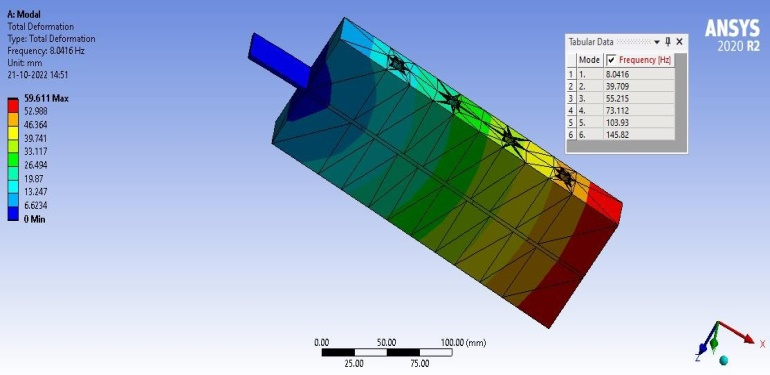 A: Modal
Total Deformation
Type: Total Deformation
Frequency: 8.0416 Hz
Unit: mm
21-10-2022 14:51
59.611 Max
52.988
46.364
39.741
33.117
26.494
19.87
13.247
6.6234
0 Min
ANSYS
2020 R2
Tabular Data
Mode Frequency [Hz]
1 1. 8.0416
2 2. 39.709
3 3. 55.215
4 4. 73.112
5 5. 103.93
6 6. 145.82
0.00 50.00 100.00 (mm)
25.00 75.00
X
Z